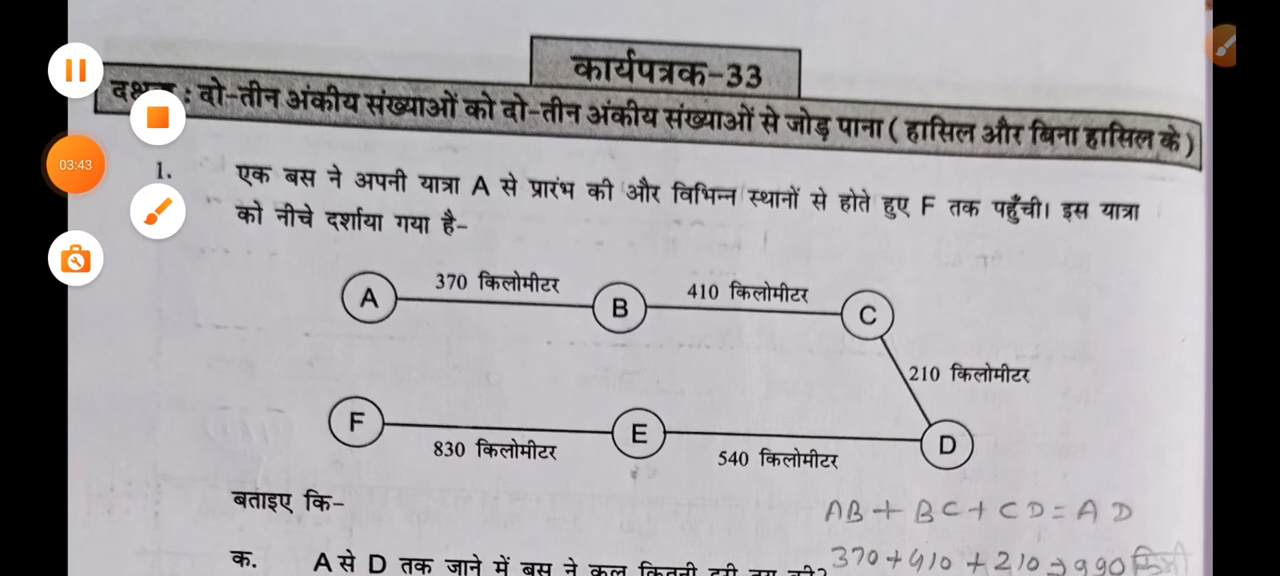 कार्यपत्रक-33
: दो-तीन अंकीय संख्याओं को दो-तीन अंकीय संख्याओं से जोड़ पाना ( हासिल और बिना हासिल के )
03:43
1. एक बस ने अपनी यात्रा A से प्रारंभ की और विभिन्न स्थानों से होते हुए F तक पहुँची। इस यात्रा
को नीचे दर्शाया गया है-
A 370 किलोमीटर B 410 किलोमीटर C
210 किलोमीटर
F 830 किलोमीटर E 540 किलोमीटर D
बताइए कि-
AB + BC + CD = AD
क. A से D तक जाने में बस ने कुल कितनी
370 + 410 + 210 → 990 किमी